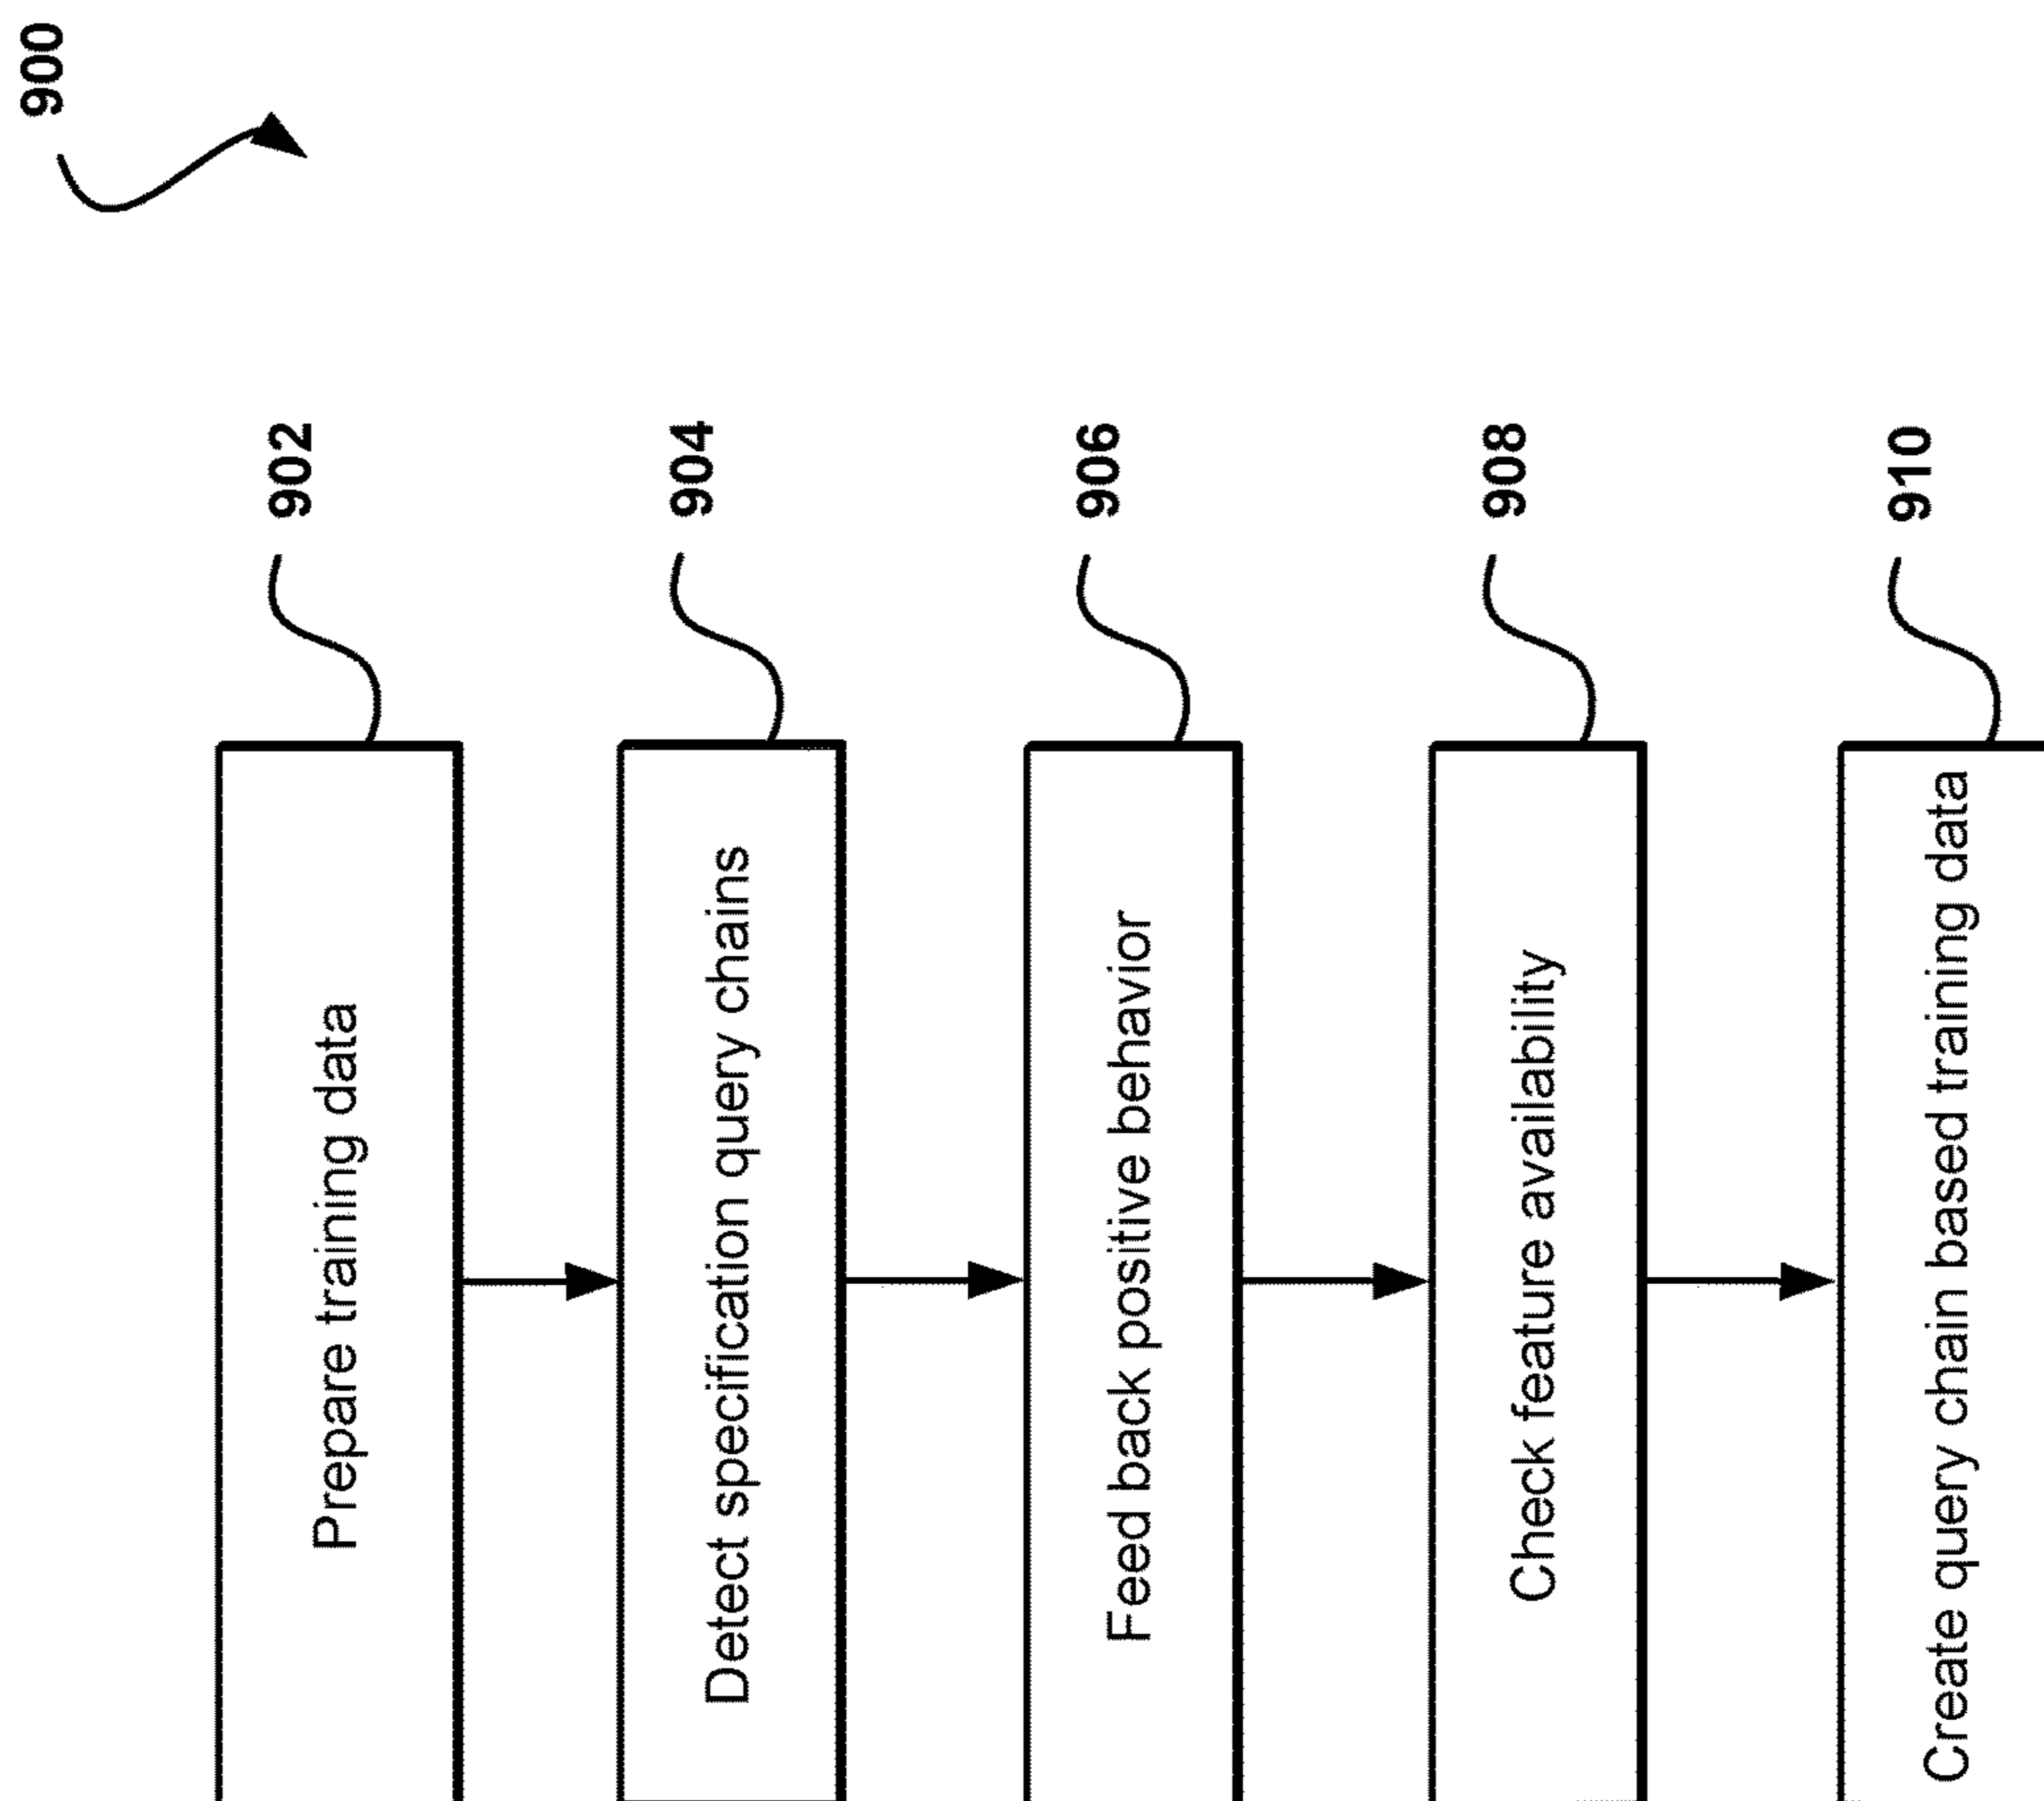 900
Prepare training data
902
Detect specification query chains
904
Feed back positive behavior
906
Check feature availability
908
Create query chain based training data
910